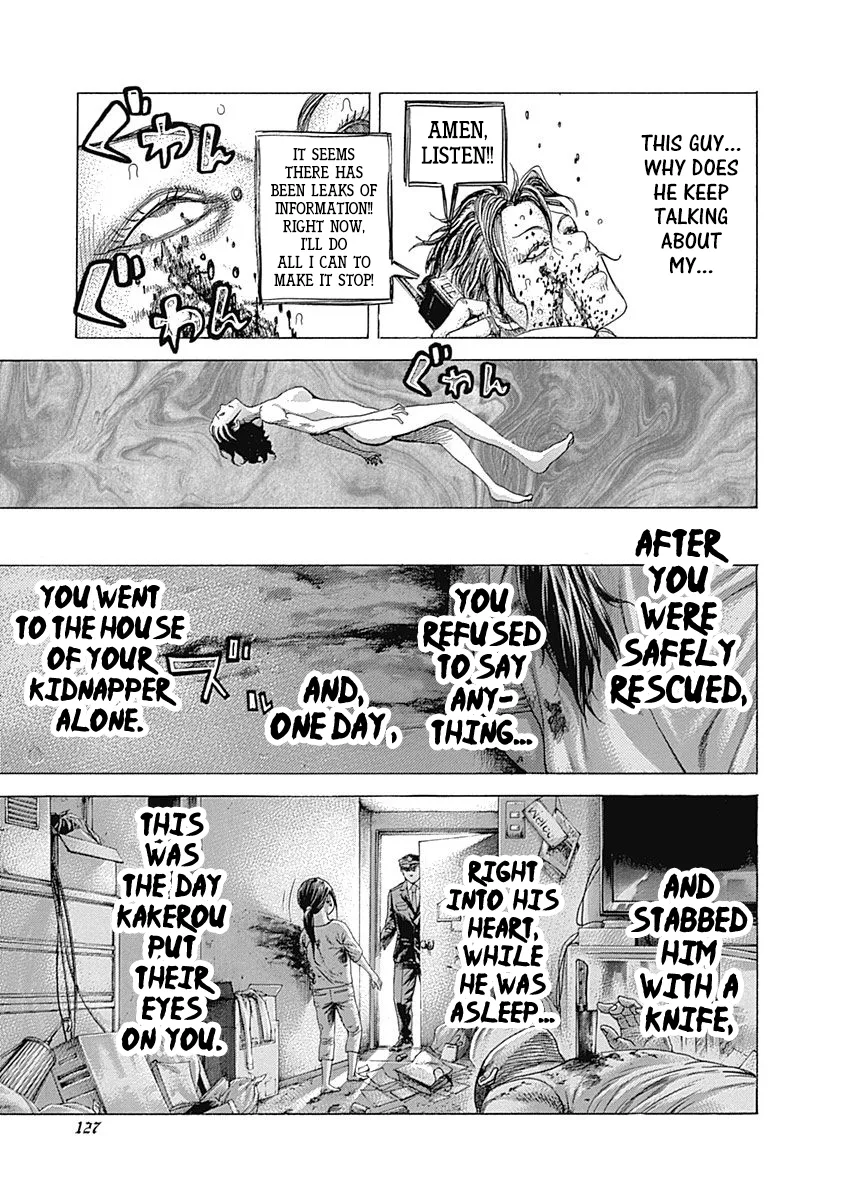 THIS GUY...
WHY DOES
HE KEEP
TALKING
ABOUT
MY...
AMEN,
LISTEN!!
IT SEEMS
THERE HAS
BEEN LEAKS OF
INFORMATION!!
RIGHT NOW,
I'LL DO
ALL I CAN TO
MAKE IT STOP!
ぐわん
ぐわん
ぐわん
AFTER
YOU
WERE
SAFELY
RESCUED,
YOU
REFUSED
TO SAY
ANY-
THING...
AND,
ONE DAY,
ズズ
YOU WENT
TO THE HOUSE
OF YOUR
KIDNAPPER
ALONE.
AND
STABBED
HIM
WITH A
KNIFE,
RIGHT
INTO HIS
HEART,
WHILE
HE WAS
ASLEEP...
THIS
WAS
THE DAY
KAKEROU
PUT
THEIR
EYES
ON YOU.
127